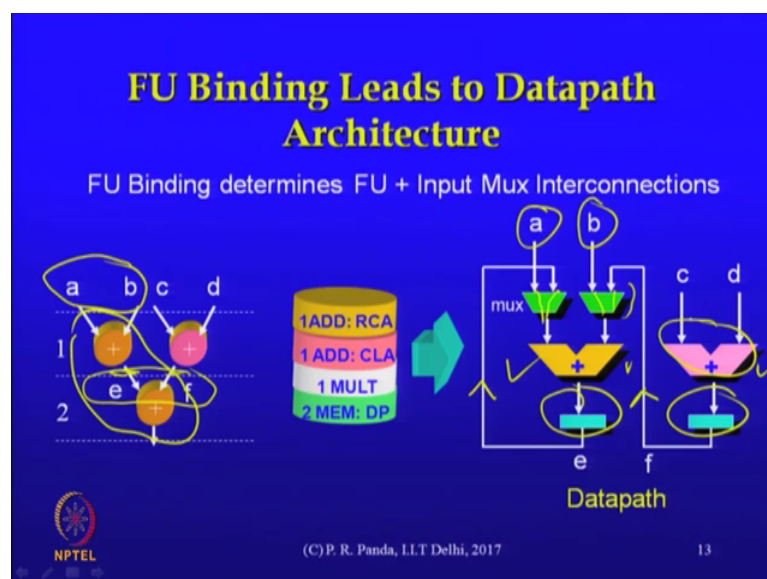 FU Binding Leads to Datapath
Architecture
FU Binding determines FU + Input Mux Interconnections
a b c d
1 + +
e f
2 +
1ADD: RCA
1 ADD: CLA
1 MULT
2 MEM: DP
a b
c d
mux
+ +
e f
Datapath
NPTEL
(C) P. R. Panda, I.I.T Delhi, 2017
13